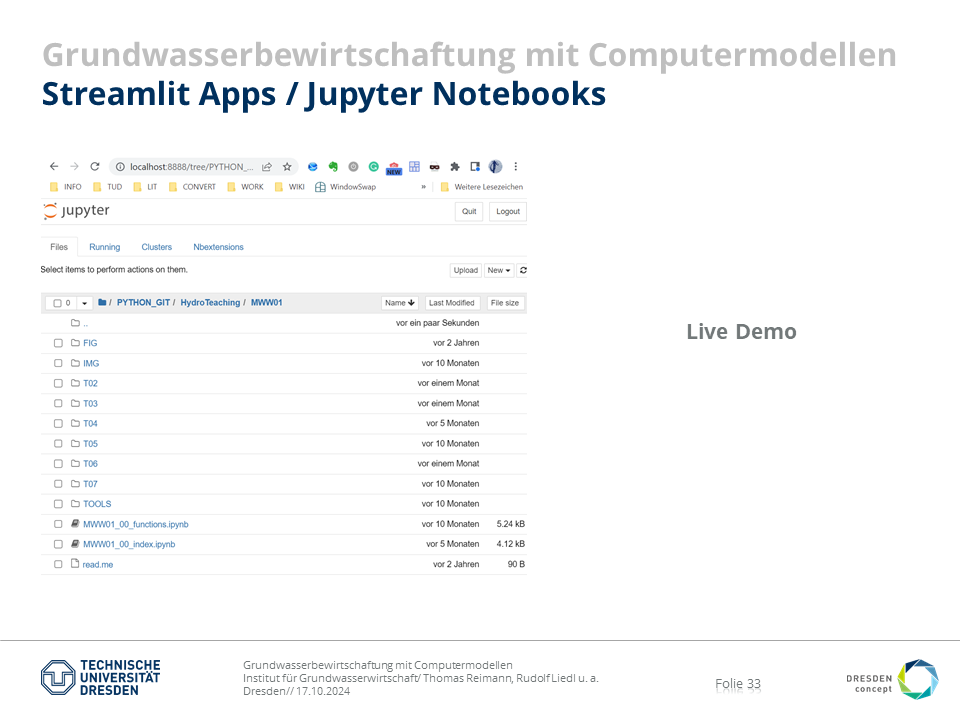 Grundwasserbewirtschaftung mit Computermodellen
Streamlit Apps / Jupyter Notebooks
localhost:8888/tree/PYTHON_...
NEW
INFO TUD LIT CONVERT WORK WIKI WindowSwap » Weitere Lesezeichen
jupyter Quit Logout
Files Running Clusters Nbextensions
Select items to perform actions on them. Upload New
0 / PYTHON_GIT / HydroTeaching / MWW01 Name Last Modified File size
.. vor ein paar Sekunden
FIG vor 2 Jahren
IMG vor 10 Monaten
T02 vor einem Monat
T03 vor einem Monat
T04 vor 5 Monaten
T05 vor 10 Monaten
T06 vor einem Monat
T07 vor 10 Monaten
TOOLS vor 10 Monaten
MWW01_00_functions.ipynb vor 10 Monaten 5.24 kB
MWW01_00_index.ipynb vor 5 Monaten 4.12 kB
read.me vor 2 Jahren 90 B
Live Demo
TECHNISCHE
UNIVERSITÄT
DRESDEN
Grundwasserbewirtschaftung mit Computermodellen
Institut für Grundwasserwirtschaft/ Thomas Reimann, Rudolf Liedl u. a.
Dresden// 17.10.2024
Folie 33
DRESDEN
concept